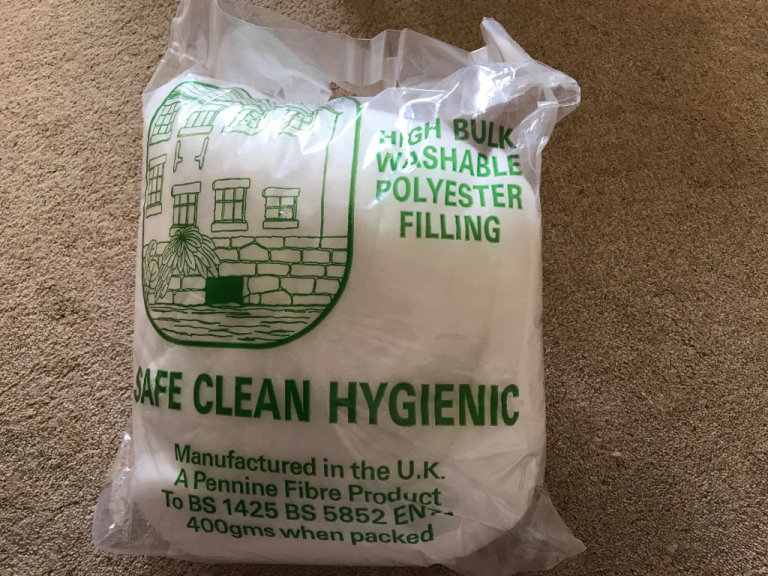 HIGH BULK
WASHABLE
POLYESTER
FILLING
SAFE CLEAN HYGIENIC
Manufactured in the U.K.
A Pennine Fibre Product
To BS 1425 BS 5852 EN
400gms when packed